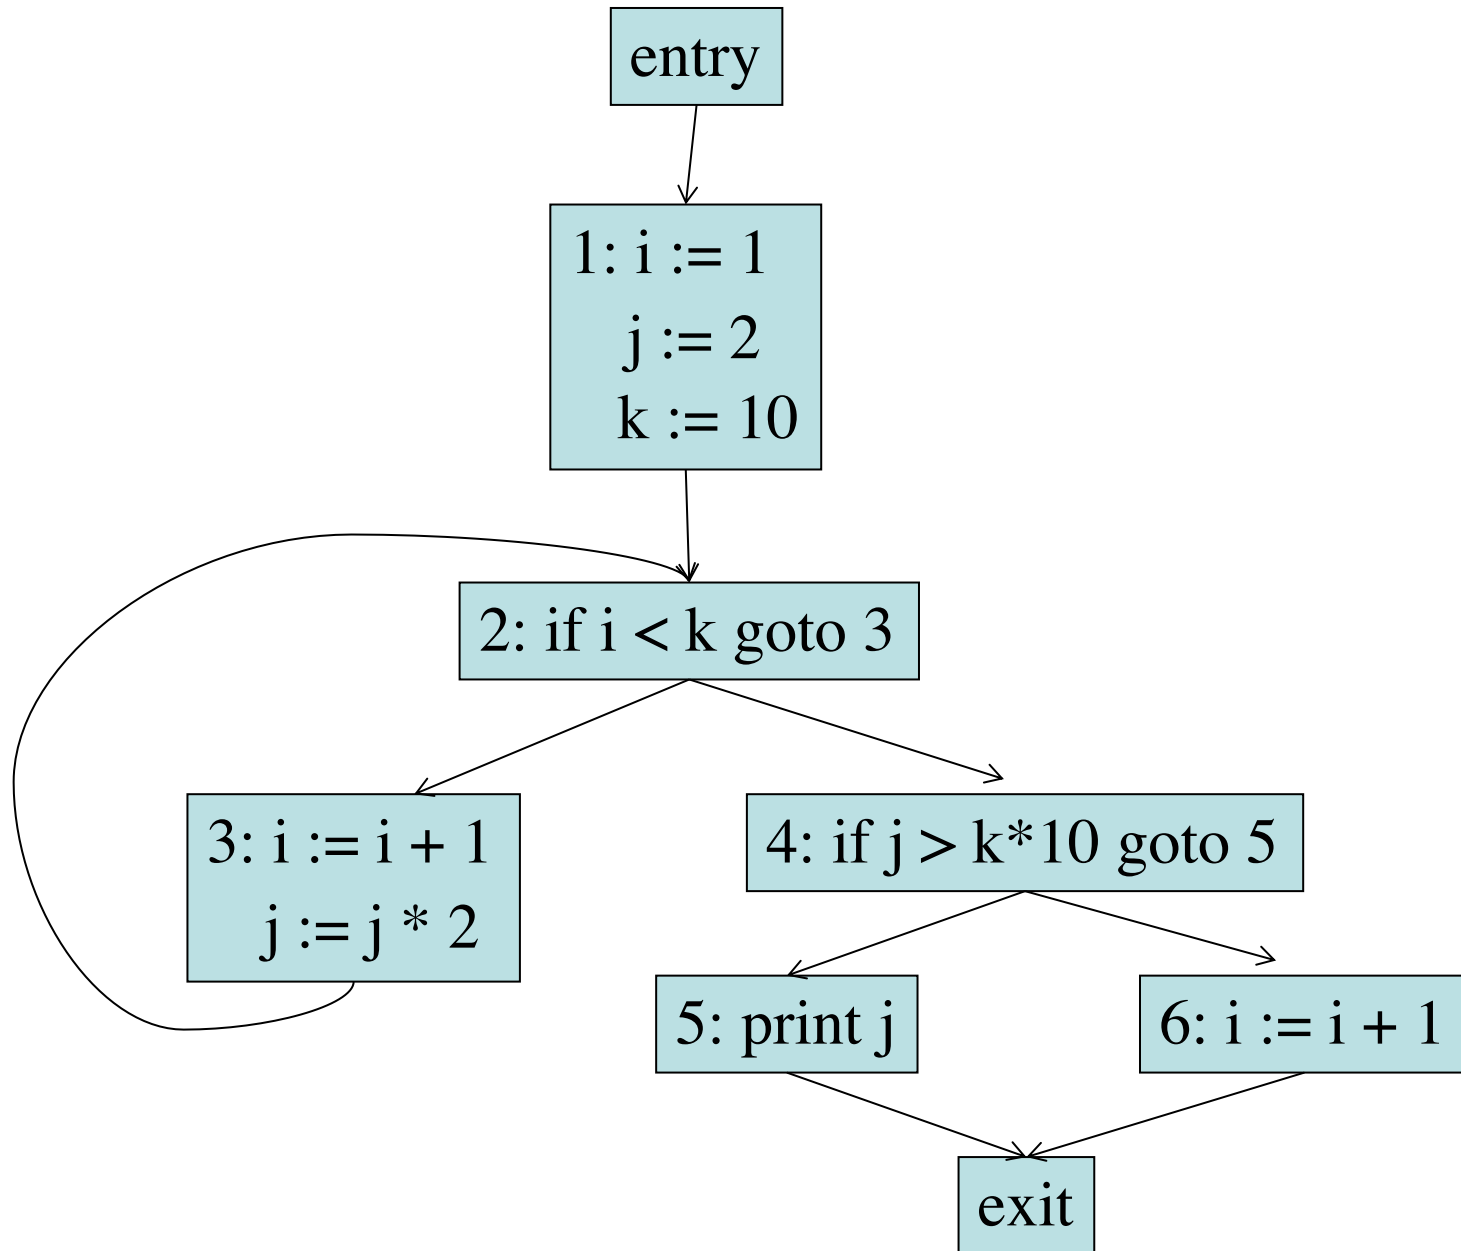 entry
1: i := 1
j := 2
k := 10
2: if i < k goto 3
3: i := i + 1
j := j * 2
4: if j > k*10 goto 5
5: print j
6: i := i + 1
exit